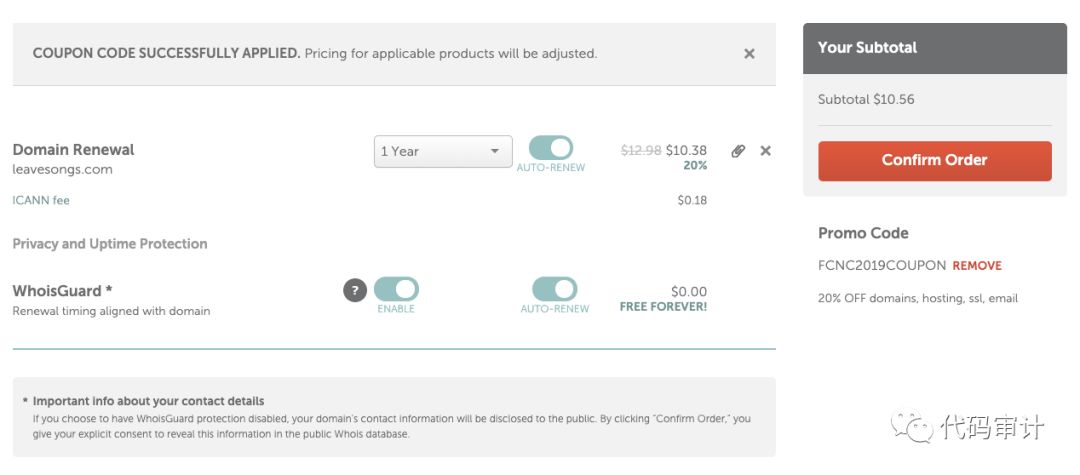 COUPON CODE SUCCESSFULLY APPLIED. Pricing for applicable products will be adjusted.
Domain Renewal
leavesongs.com
1 Year
AUTO-RENEW
$12.98 $10.38
20%
ICANN fee
$0.18
Privacy and Uptime Protection
WhoisGuard *
Renewal timing aligned with domain
?
ENABLE
AUTO-RENEW
$0.00
FREE FOREVER!
* Important info about your contact details
If you choose to have WhoisGuard protection disabled, your domain's contact information will be disclosed to the public. By clicking "Confirm Order," you
give your explicit consent to reveal this information in the public Whois database.
Your Subtotal
Subtotal $10.56
Confirm Order
Promo Code
FCNC2019COUPON REMOVE
20% OFF domains, hosting, ssl, email
代码审计